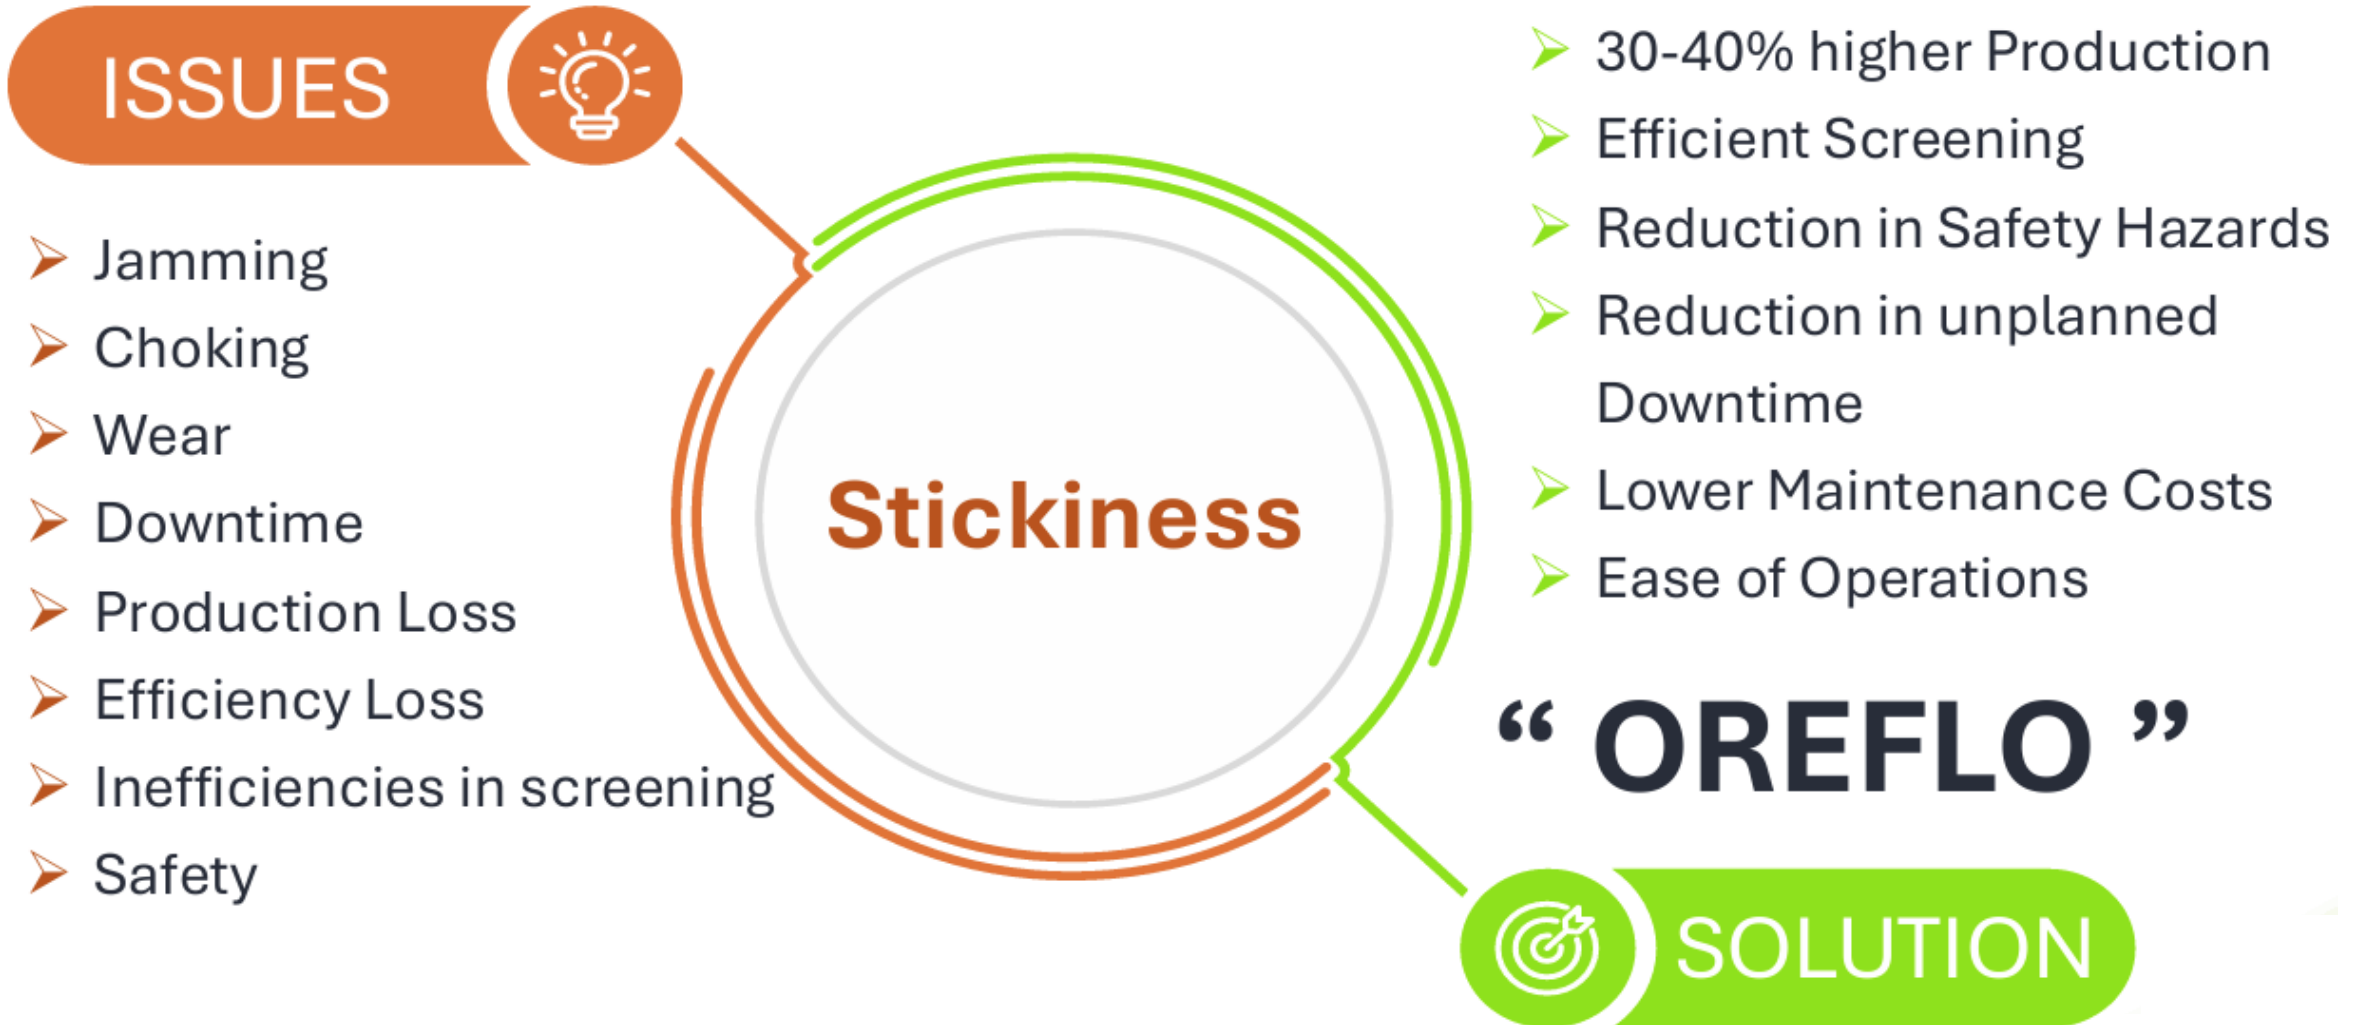 ISSUES
➢ Jamming
➢ Choking
➢ Wear
➢ Downtime
➢ Production Loss
➢ Efficiency Loss
➢ Inefficiencies in screening
➢ Safety
Stickiness
➢ 30-40% higher Production
➢ Efficient Screening
➢ Reduction in Safety Hazards
➢ Reduction in unplanned
Downtime
➢ Lower Maintenance Costs
➢ Ease of Operations
“ OREFLO ”
SOLUTION